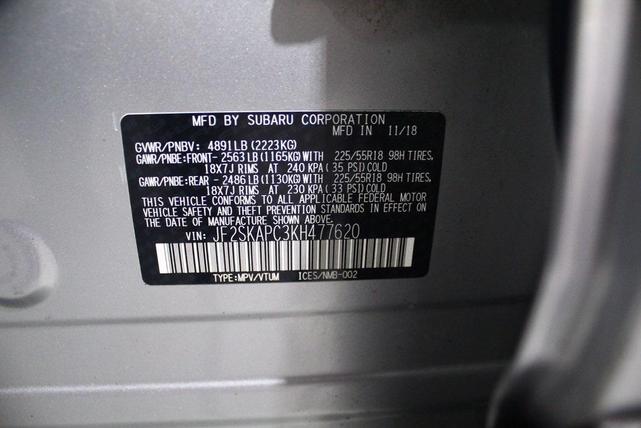 MFD BY SUBARU CORPORATION
MFD IN 11/18
GVWR/PNBV: 4891LB(2223KG)
GAWR/PNBE:FRONT-2563LB(1165KG)WITH 225/55R18 98H TIRES,
18X7J RIMS AT 240 KPA(35 PSI)COLD
GAWR/PNBE:REAR -2486LB(1130KG)WITH 225/55R18 98H TIRES,
18X7J RIMS AT 230 KPA(33 PSI)COLD
THIS VEHICLE CONFORMS TO ALL APPLICABLE FEDERAL MOTOR
VEHICLE SAFETY AND THEFT PREVENTION STANDARDS IN EFFECT ON
THE DATE OF MANUFACTURE SHOWN ABOVE.
VIN: JF2SKAPC3KH477620
TYPE:MPV/VTUM ICES/NMB-002